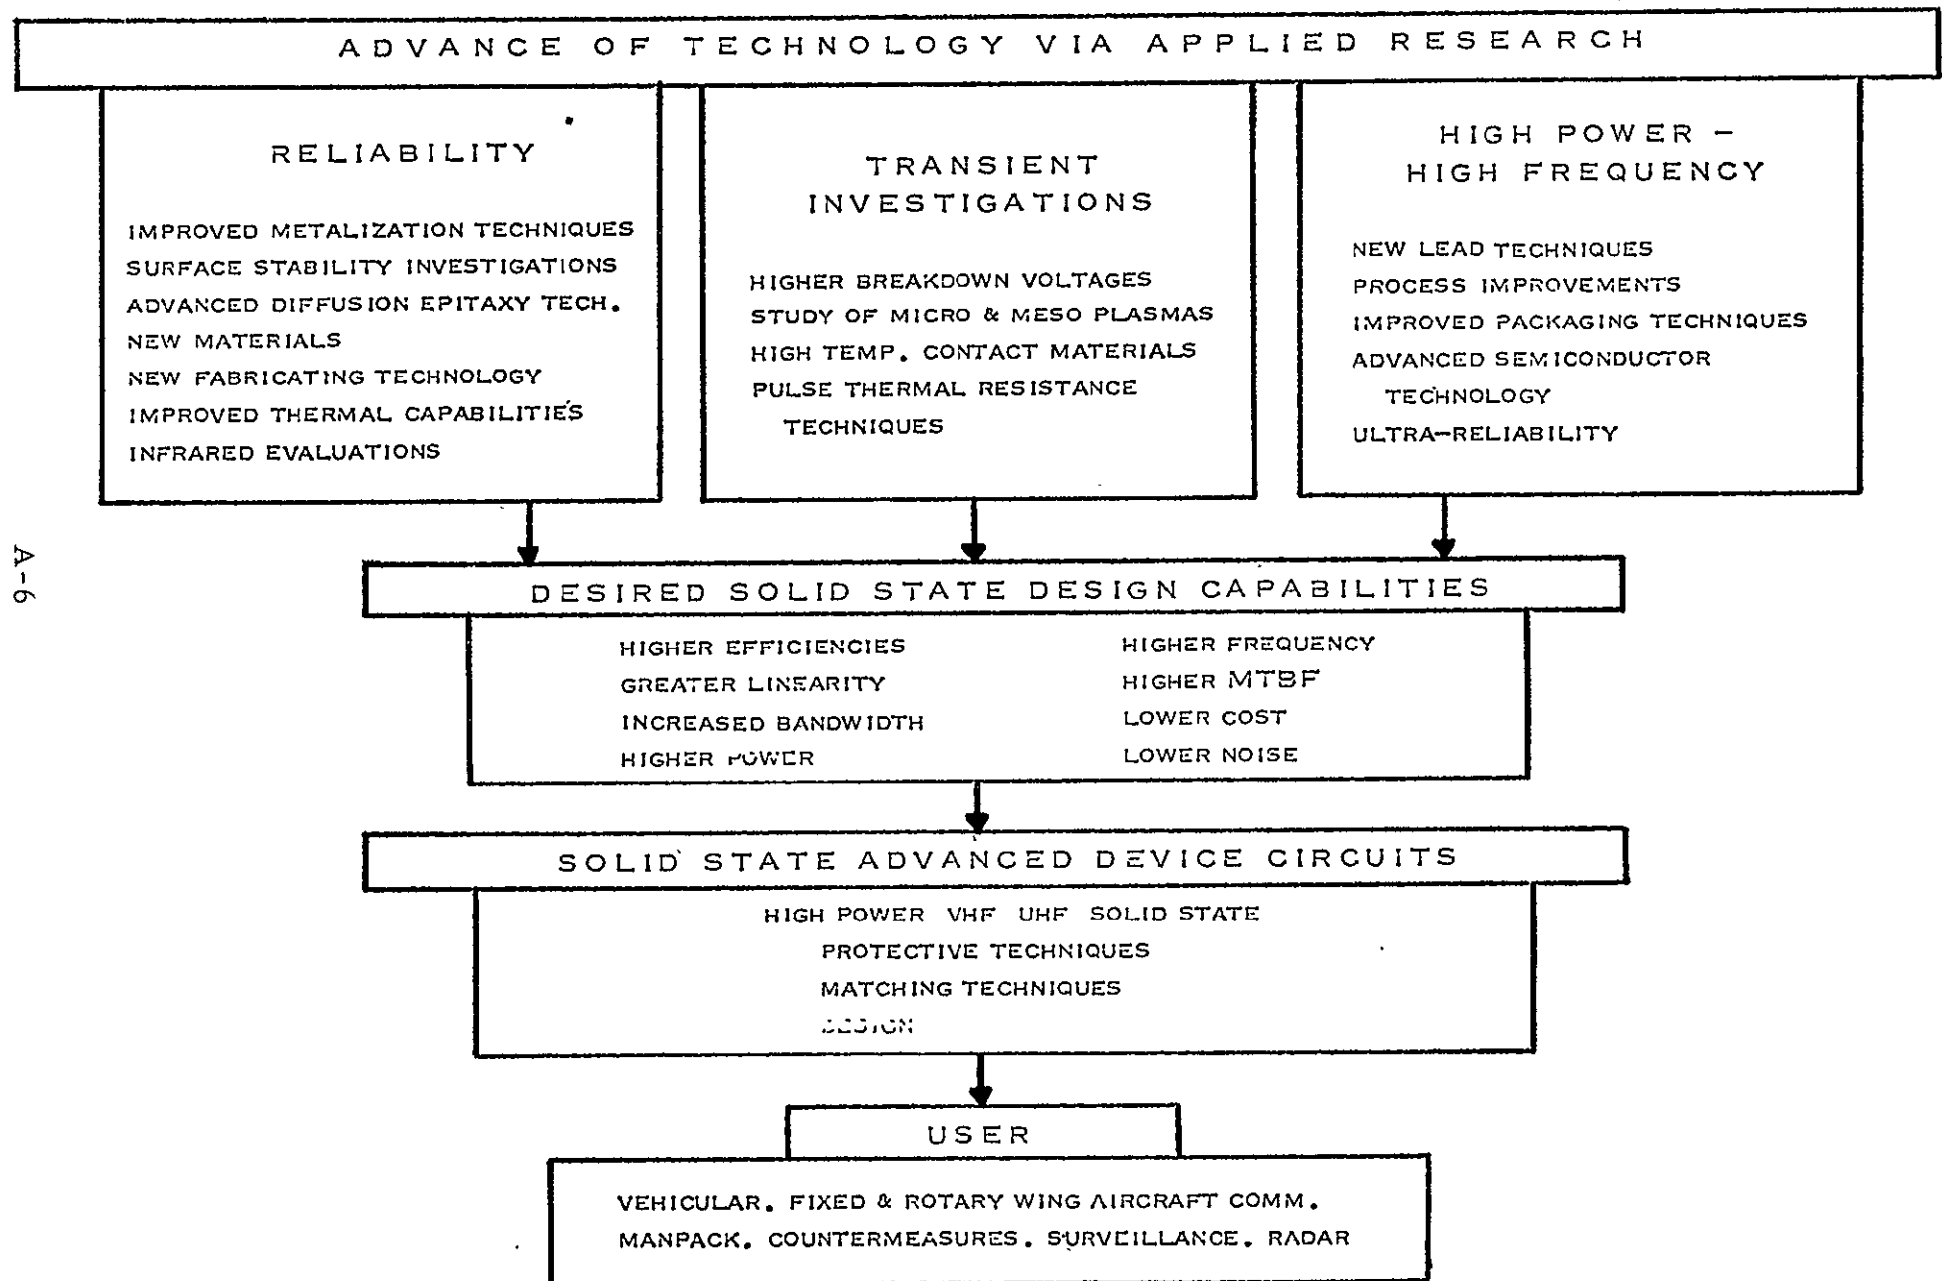 ADVANCE OF TECHNOLOGY VIA APPLIED RESEARCH
RELIABILITY
IMPROVED METALIZATION TECHNIQUES
SURFACE STABILITY INVESTIGATIONS
ADVANCED DIFFUSION EPITAXY TECH.
NEW MATERIALS
NEW FABRICATING TECHNOLOGY
IMPROVED THERMAL CAPABILITIES
INFRARED EVALUATIONS
TRANSIENT
INVESTIGATIONS
HIGHER BREAKDOWN VOLTAGES
STUDY OF MICRO & MESO PLASMAS
HIGH TEMP. CONTACT MATERIALS
PULSE THERMAL RESISTANCE
TECHNIQUES
HIGH POWER –
HIGH FREQUENCY
NEW LEAD TECHNIQUES
PROCESS IMPROVEMENTS
IMPROVED PACKAGING TECHNIQUES
ADVANCED SEMICONDUCTOR
TECHNOLOGY
ULTRA-RELIABILITY
A-6
DESIRED SOLID STATE DESIGN CAPABILITIES
HIGHER EFFICIENCIES
GREATER LINEARITY
INCREASED BANDWIDTH
HIGHER POWER
HIGHER FREQUENCY
HIGHER MTBF
LOWER COST
LOWER NOISE
SOLID STATE ADVANCED DEVICE CIRCUITS
HIGH POWER VHF UHF SOLID STATE
PROTECTIVE TECHNIQUES
MATCHING TECHNIQUES
DESIGN
USER
VEHICULAR. FIXED & ROTARY WING AIRCRAFT COMM.
MANPACK. COUNTERMEASURES. SURVEILLANCE. RADAR